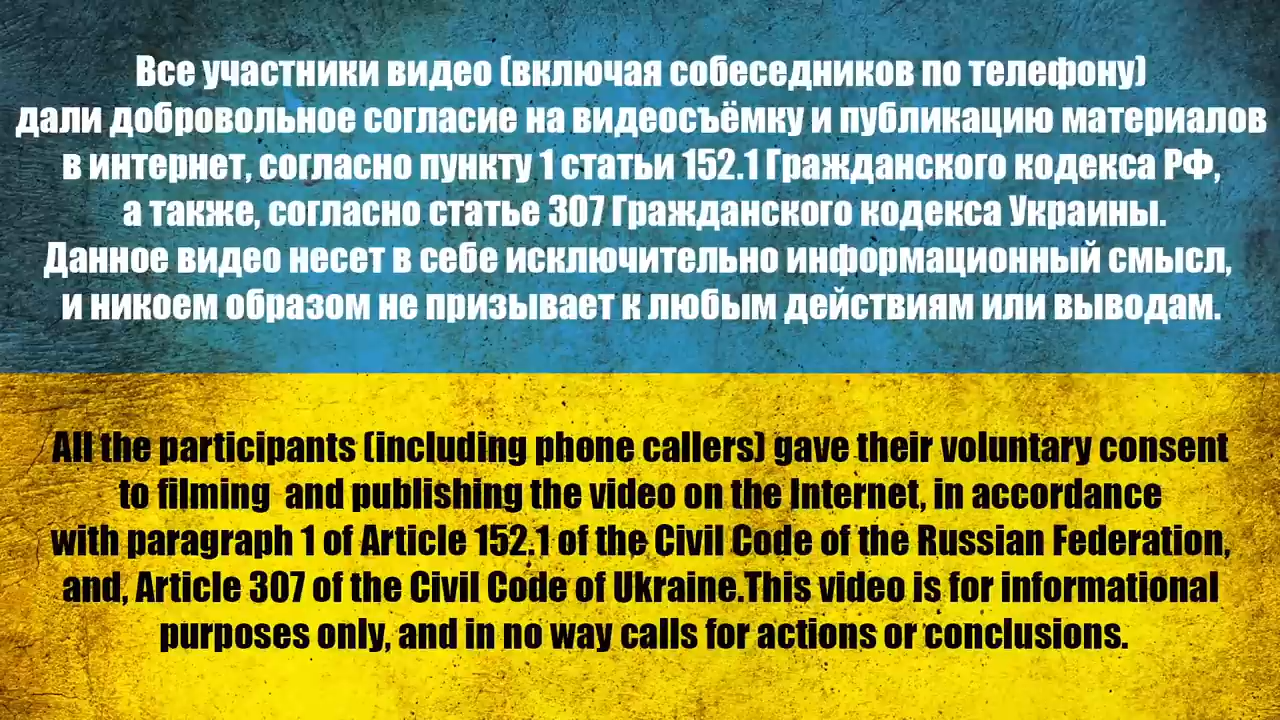 Все участники видео (включая собеседников по телефону)
дали добровольное согласие на видеосъёмку и публикацию материалов
в интернет, согласно пункту 1 статьи 152.1 Гражданского кодекса РФ,
а также, согласно статье 307 Гражданского кодекса Украины.
Данное видео несет в себе исключительно информационный смысл,
и никоем образом не призывает к любым действиям или выводам.
All the participants (including phone callers) gave their voluntary consent
to filming  and publishing the video on the Internet, in accordance
with paragraph 1 of Article 152.1 of the Civil Code of the Russian Federation,
and, Article 307 of the Civil Code of Ukraine.This video is for informational
purposes only, and in no way calls for actions or conclusions.